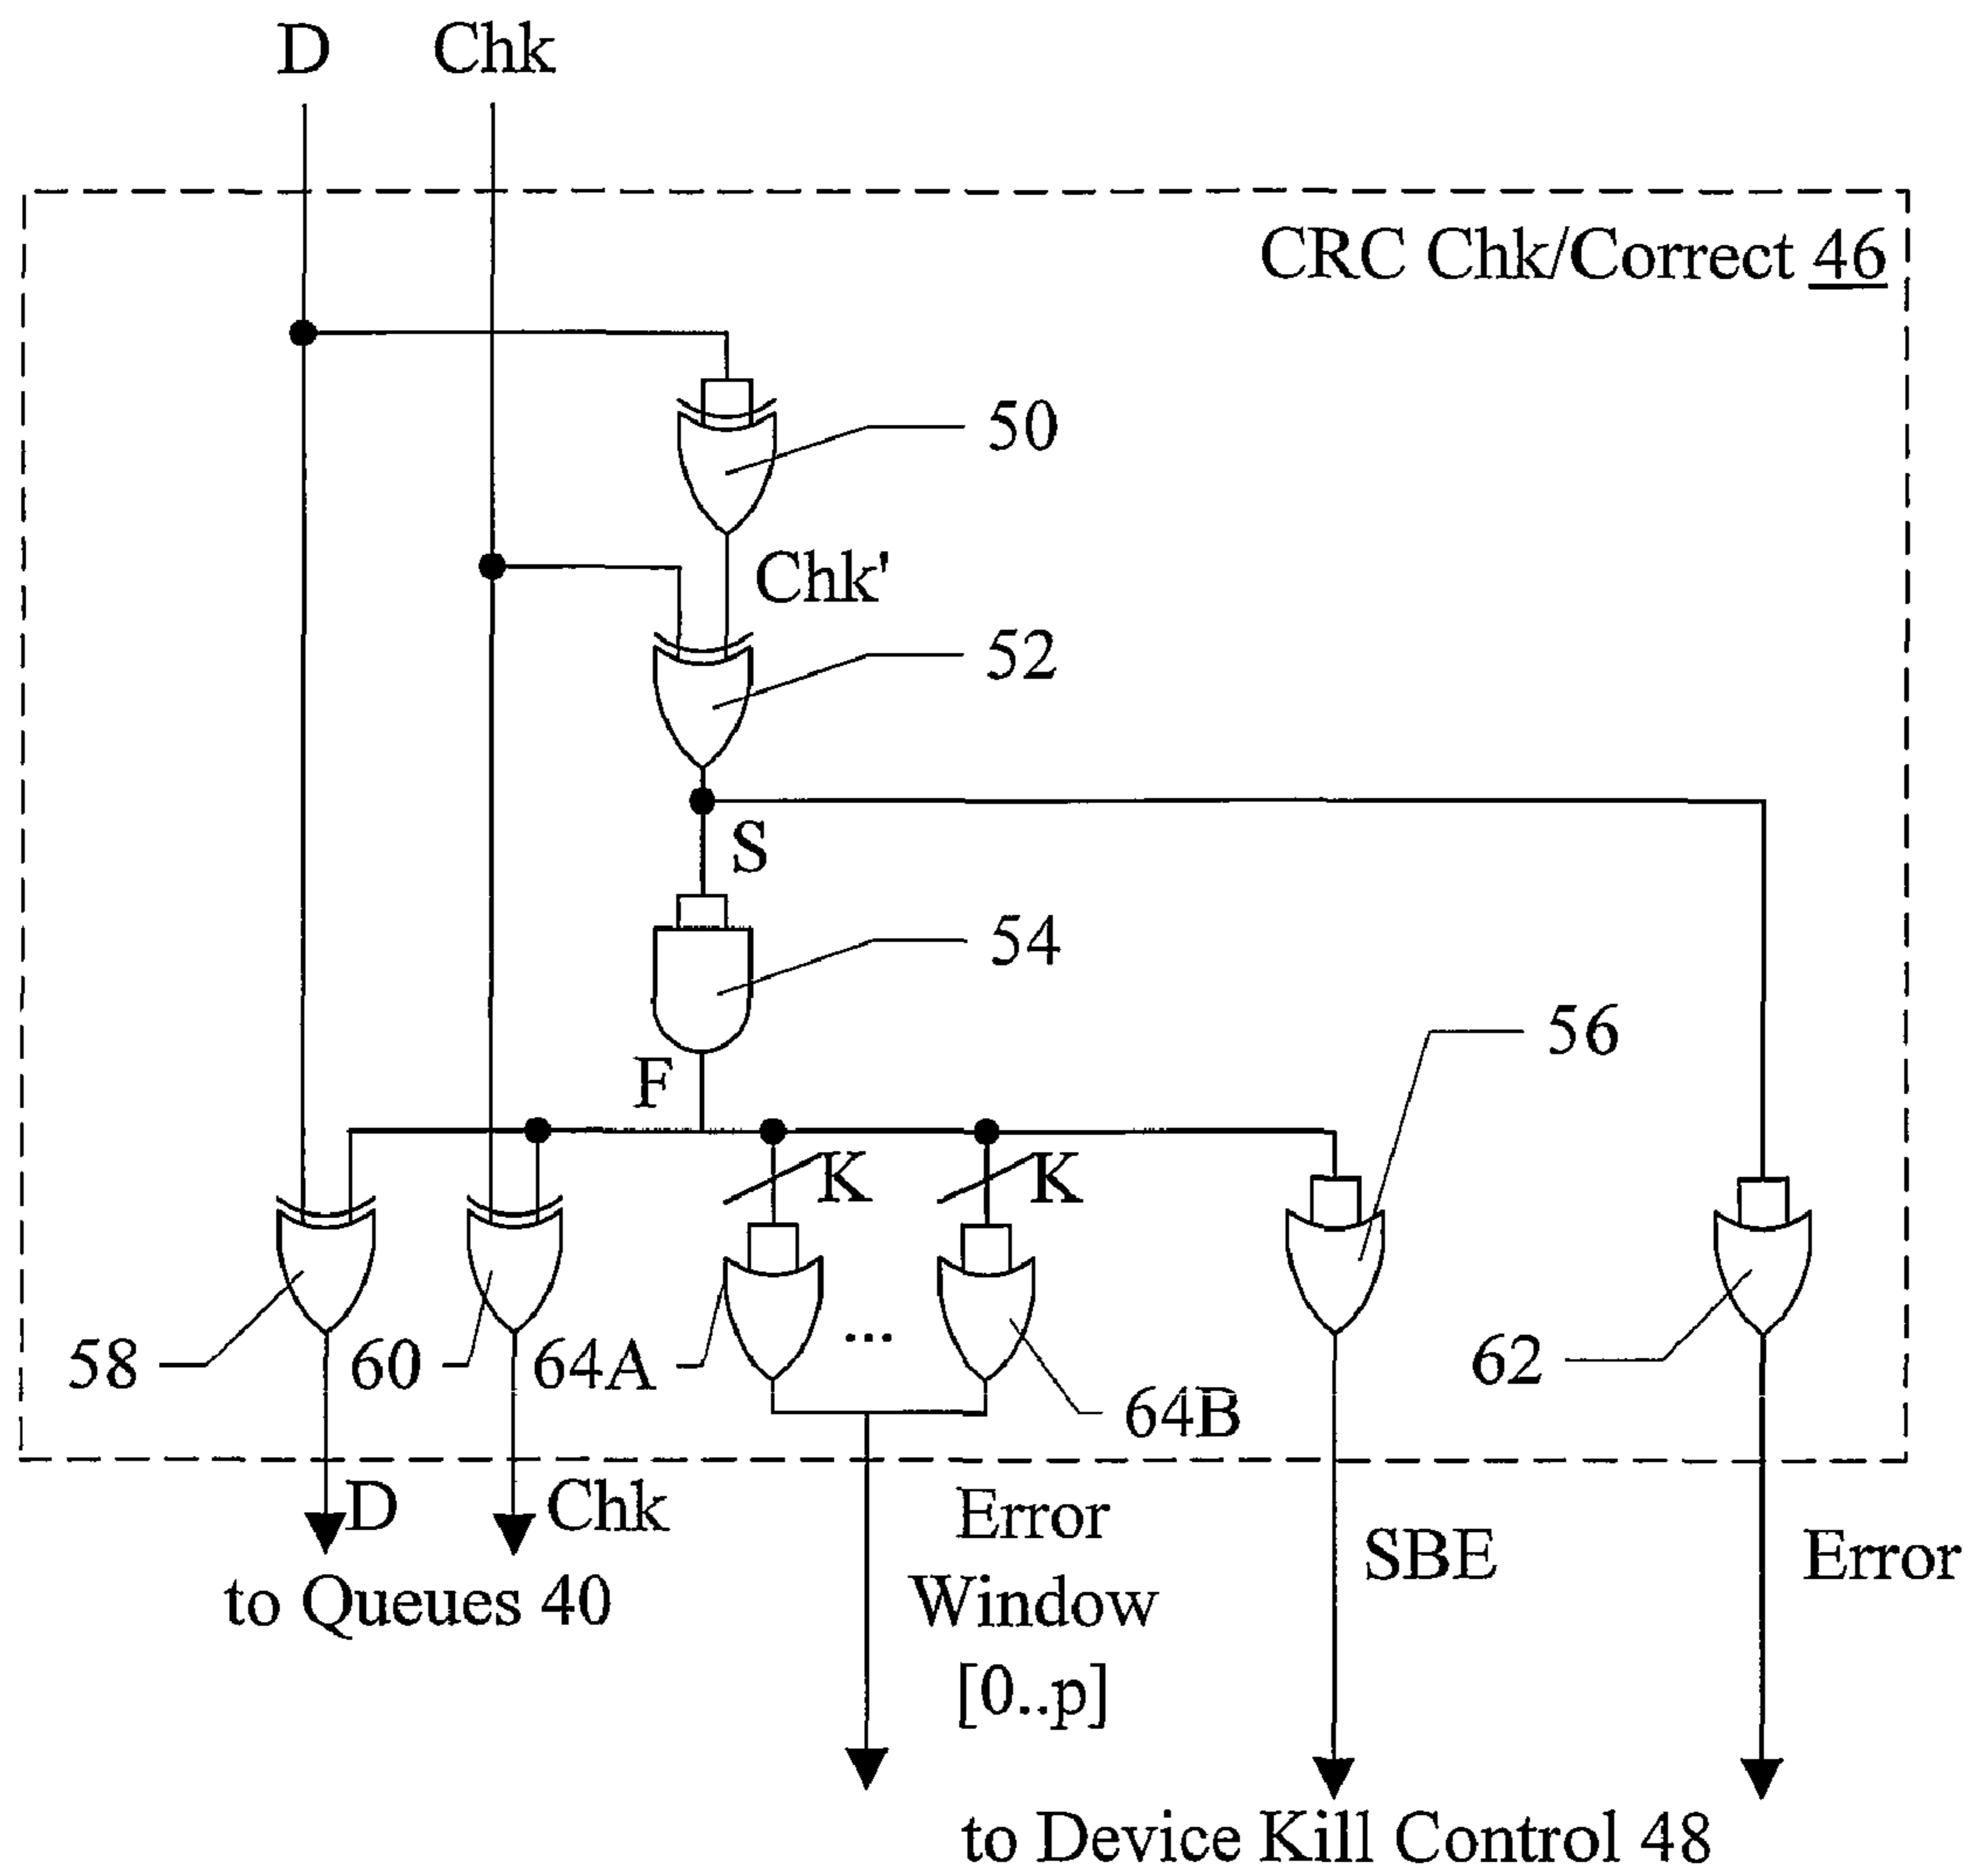 D Chk
CRC Chk/Correct 46
50
Chk'
52
S
54
56
F
K K
58 60 64A ... 62
64B
D Chk Error
to Queues 40 Window
[0..p]
SBE Error
to Device Kill Control 48